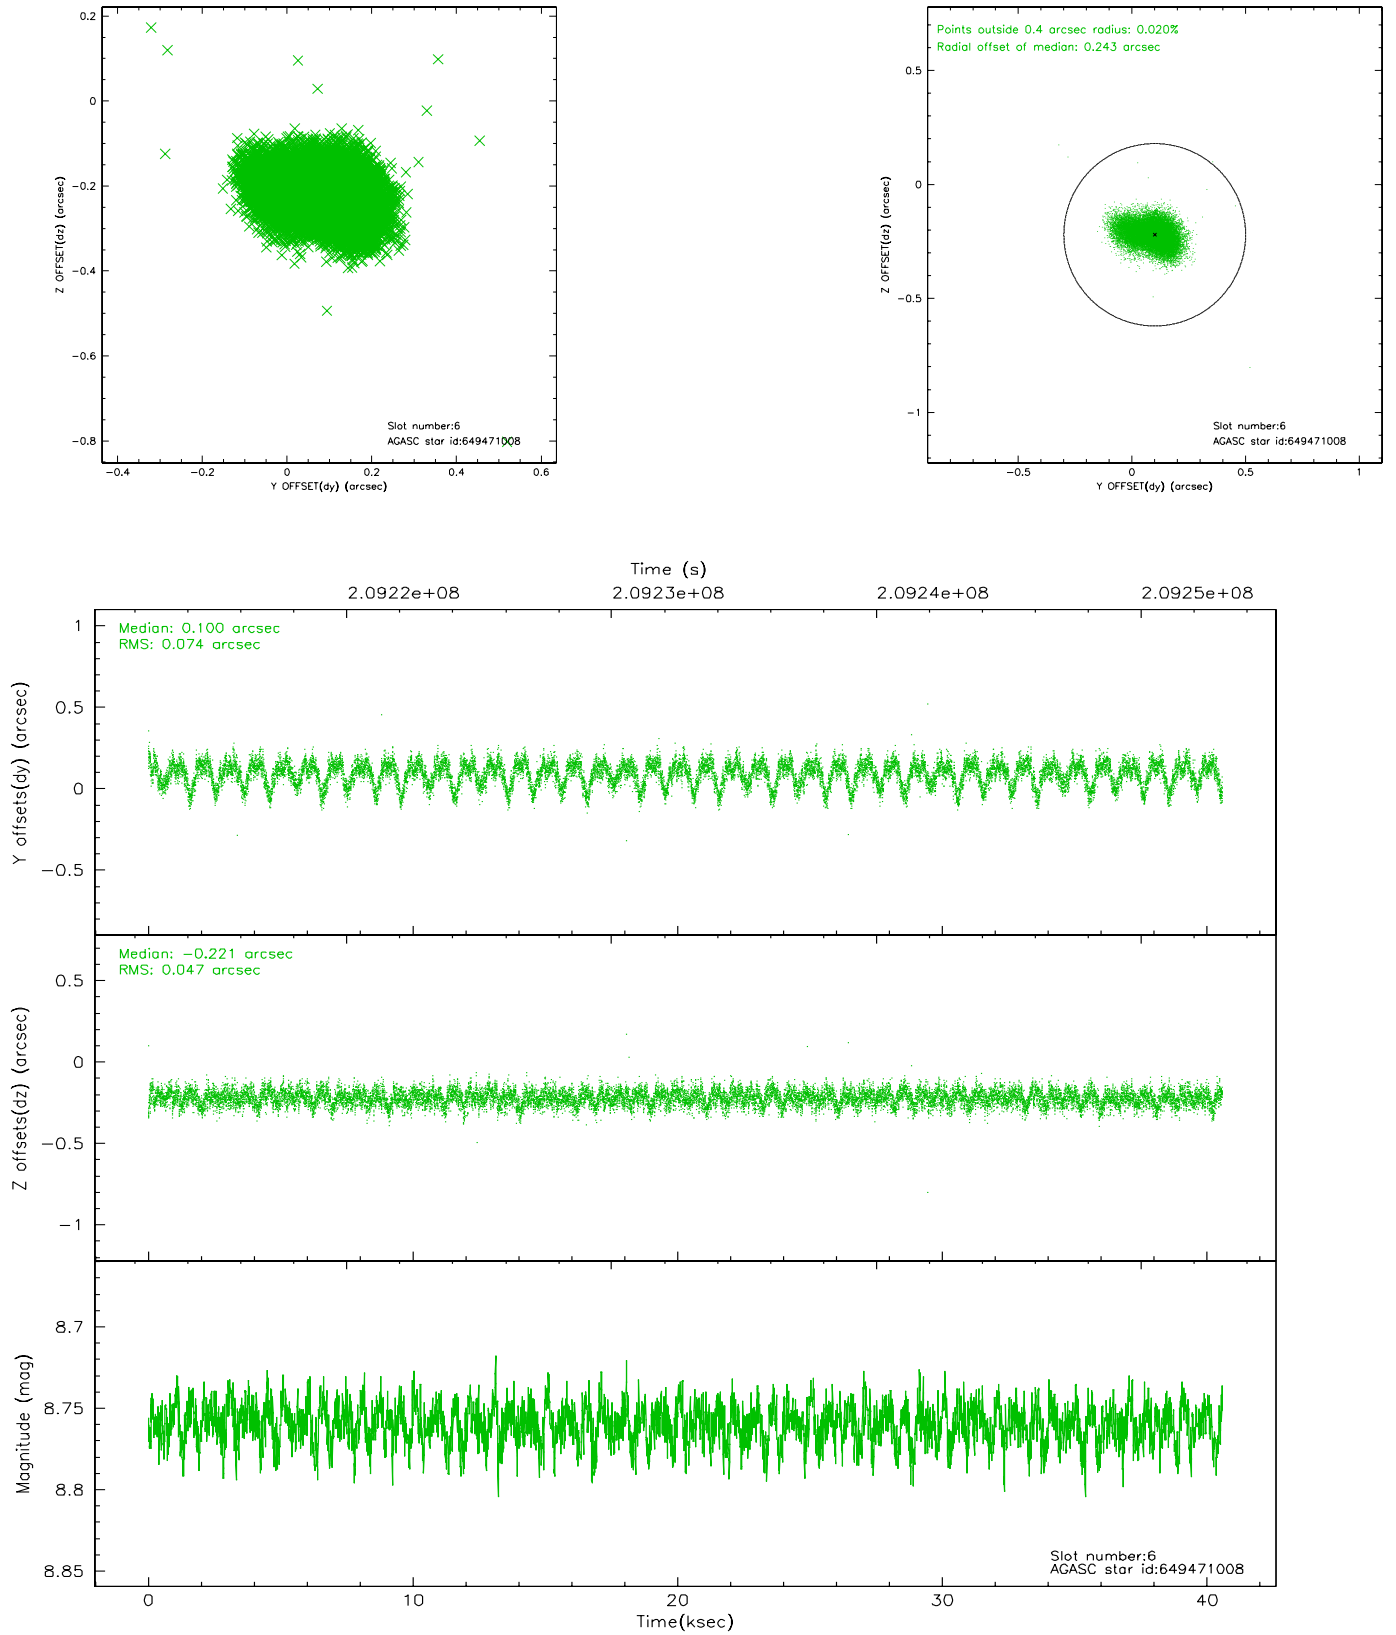 0.2
0
−0.2
−0.4
−0.6
−0.8
Z OFFSET(dz) (arcsec)
−0.4 −0.2 0 0.2 0.4 0.6
Y OFFSET(dy) (arcsec)
Slot number:6
AGASC star id:649471008
Points outside 0.4 arcsec radius: 0.020%
Radial offset of median: 0.243 arcsec
0.5
0
−0.5
−1
Z OFFSET(dz) (arcsec)
−0.5 0 0.5 1
Y OFFSET(dy) (arcsec)
Slot number:6
AGASC star id:649471008
Time (s)
2.0922e+08 2.0923e+08 2.0924e+08 2.0925e+08
Median: 0.100 arcsec
RMS: 0.074 arcsec
1
0.5
0
−0.5
Y offsets(dy) (arcsec)
Median: −0.221 arcsec
RMS: 0.047 arcsec
0.5
0
−0.5
−1
Z offsets(dz) (arcsec)
8.7
8.75
8.8
8.85
Magnitude (mag)
Slot number:6
AGASC star id:649471008
0 10 20 30 40
Time(ksec)